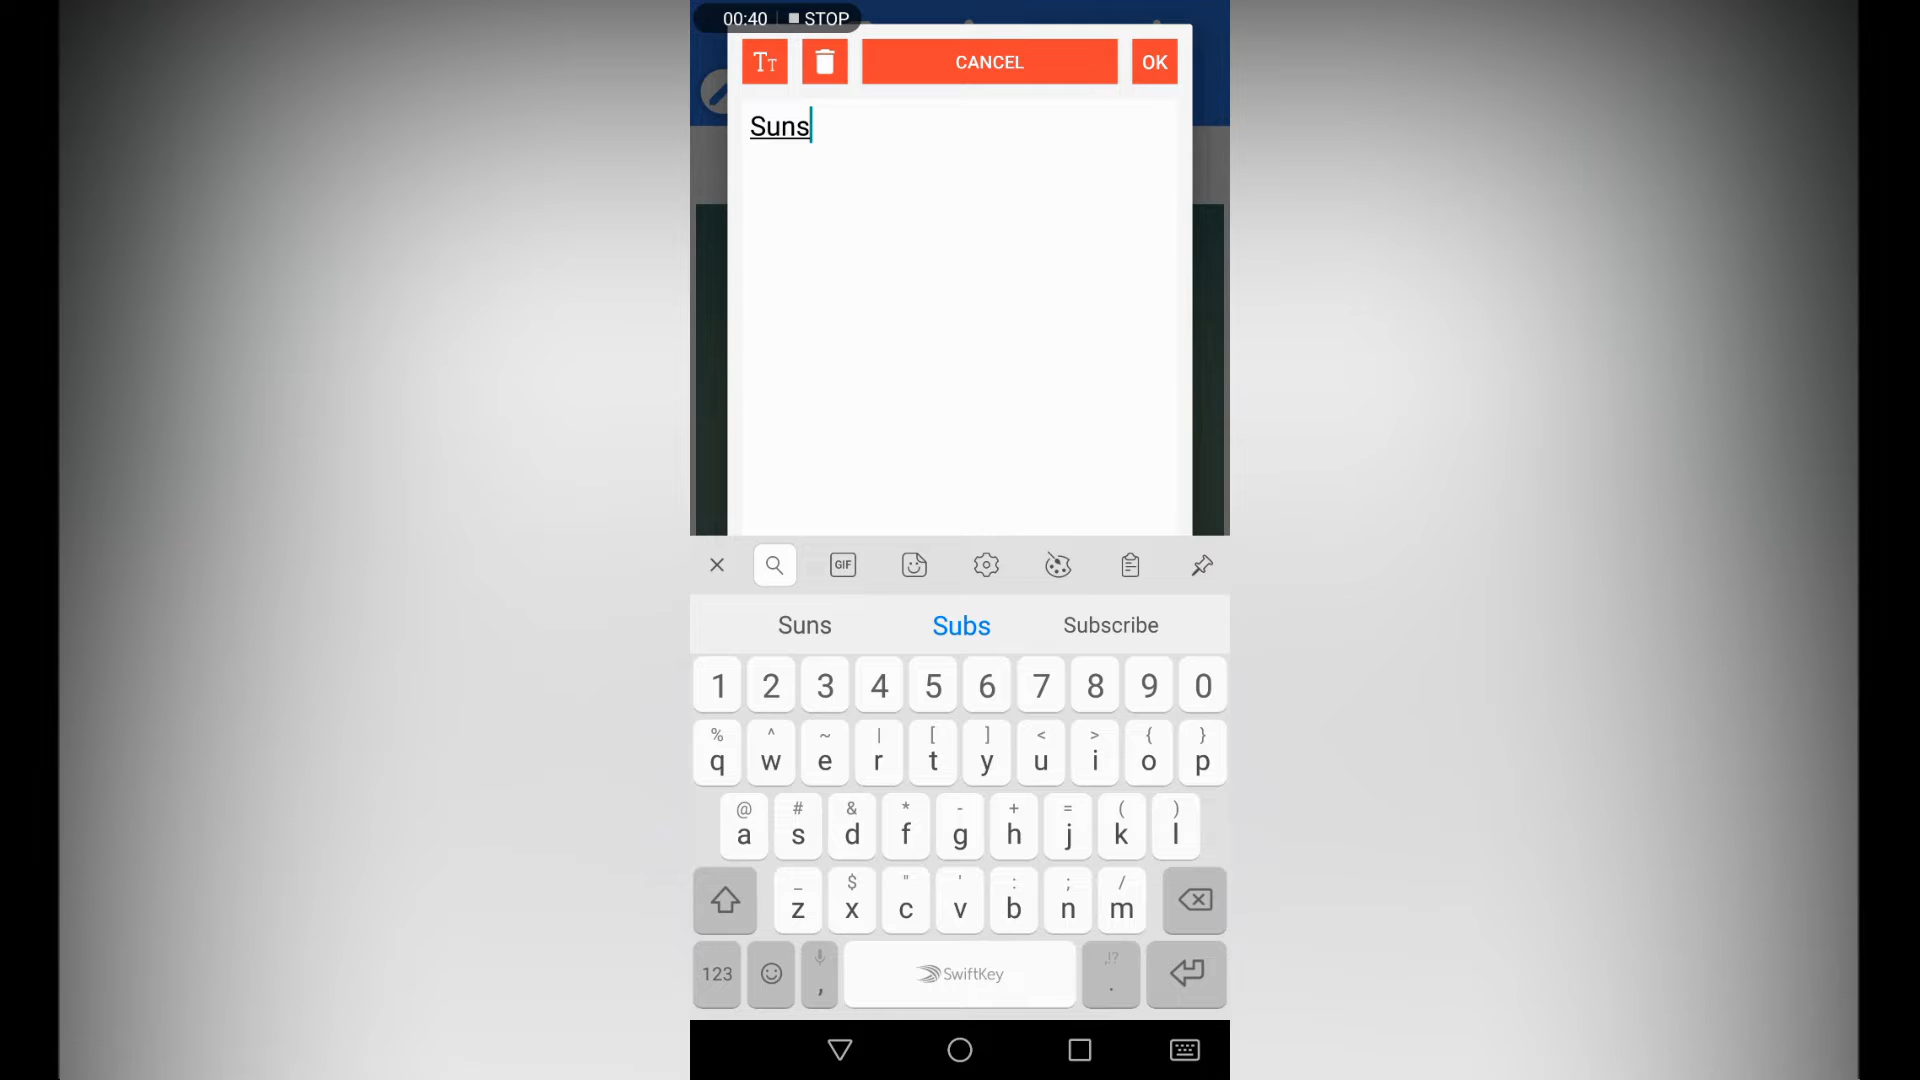 00:40 STOP
TT CANCEL OK
Suns
GIF
Suns Subs Subscribe
1 2 3 4 5 6 7 8 9 0
% ^ ~ | [ ] < > { }
q w e r t y u i o p
@ # & * - + = ( )
a s d f g h j k l
_ $ " ' : ; /
z x c v b n m
,!?
123 , SwiftKey .